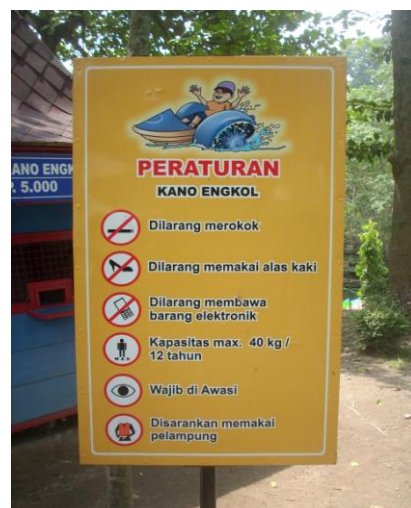 ANO ENGK
P. 5.000
PERATURAN
KANO ENGKOL
Dilarang merokok
Dilarang memakai alas kaki
Dilarang membawa
barang elektronik
Kapasitas max. 40 kg /
12 tahun
Wajib di Awasi
Disarankan memakai
pelampung